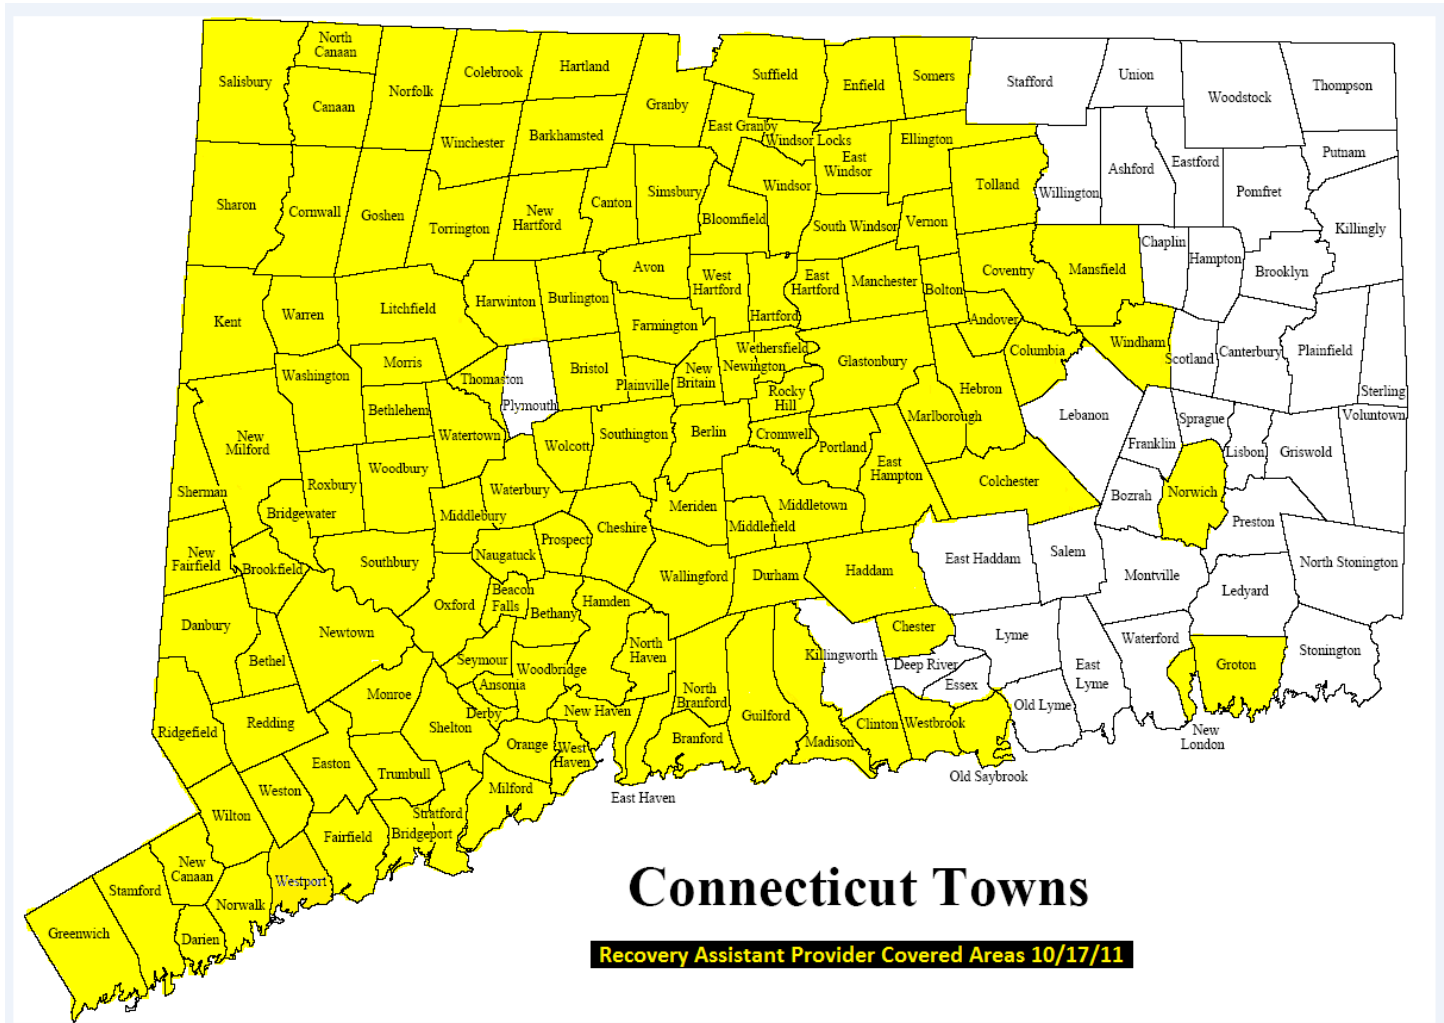 North
Canaan
Salisbury
Canaan
Norfolk
Colebrook
Hartland
Granby
Suffield
Enfield
Somers
Stafford
Union
Woodstock
Thompson
Winchester
Barkhamsted
East Granby
Windsor Locks
East
Windsor
Ellington
Tolland
Willington
Ashford
Eastford
Pomfret
Putnam
Killingly
Sharon
Cornwall
Goshen
Torrington
New
Hartford
Canton
Simsbury
Bloomfield
Windsor
South Windsor
Vernon
Coventry
Mansfield
Chaplin
Hampton
Brooklyn
Kent
Warren
Litchfield
Harwinton
Burlington
Avon
Farmington
West
Hartford
Hartford
East
Hartford
Manchester
Bolton
Andover
Columbia
Windham
Scotland
Canterbury
Plainfield
Sterling
Washington
Morris
Bethlehem
Thomaston
Plymouth
Bristol
Plainville
New
Britain
Wethersfield
Newington
Rocky
Hill
Glastonbury
Hebron
Marlborough
Lebanon
Franklin
Sprague
Lisbon
Griswold
Voluntown
New
Milford
Watertown
Woodbury
Roxbury
Wolcott
Southington
Berlin
Cromwell
Portland
East
Hampton
Colchester
Bozrah
Norwich
Preston
Sherman
Bridgewater
Waterbury
Middlebury
Meriden
Middletown
Middlefield
Cheshire
Prospect
Naugatuck
New
Fairfield
Brookfield
Southbury
Oxford
Beacon
Falls
Bethany
Hamden
Wallingford
Durham
Haddam
East Haddam
Salem
Montville
Ledyard
North Stonington
Danbury
Bethel
Newtown
Seymour
Woodbridge
Ansonia
Derby
North
Haven
New Haven
North
Branford
Branford
Guilford
Killingworth
Madison
Chester
Deep River
Essex
Lyme
Old Lyme
East
Lyme
Waterford
Groton
Stonington
New
London
Ridgefield
Redding
Monroe
Shelton
Orange
West
Haven
East Haven
Clinton
Westbrook
Old Saybrook
Easton
Trumbull
Milford
Stratford
Bridgeport
Wilton
Weston
Fairfield
Westport
New
Canaan
Norwalk
Stamford
Darien
Greenwich
Connecticut Towns
Recovery Assistant Provider Covered Areas 10/17/11